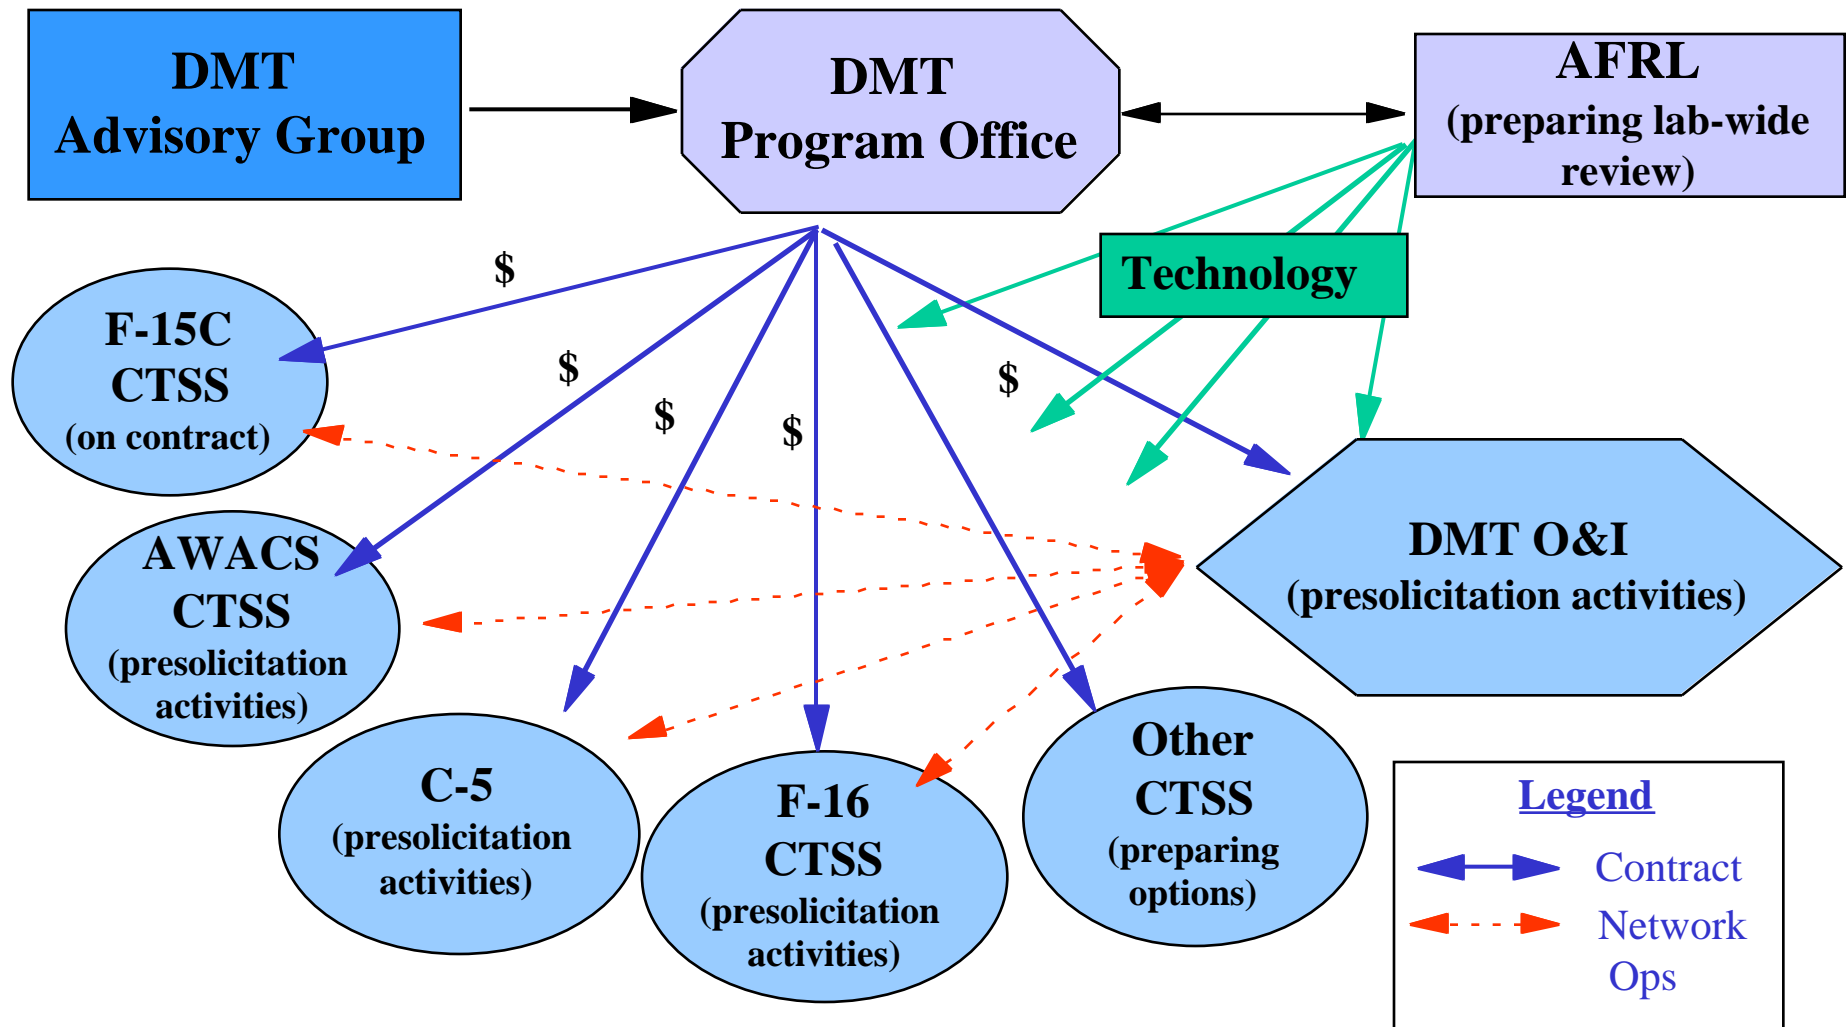 DMT
Advisory Group
DMT
Program Office
AFRL
(preparing lab-wide
review)
Technology
$
$
$
$
$
F-15C
CTSS
(on contract)
AWACS
CTSS
(presolicitation
activities)
C-5
(presolicitation
activities)
F-16
CTSS
(presolicitation
activities)
Other
CTSS
(preparing
options)
DMT O&I
(presolicitation activities)
Legend
Contract
Network
Ops